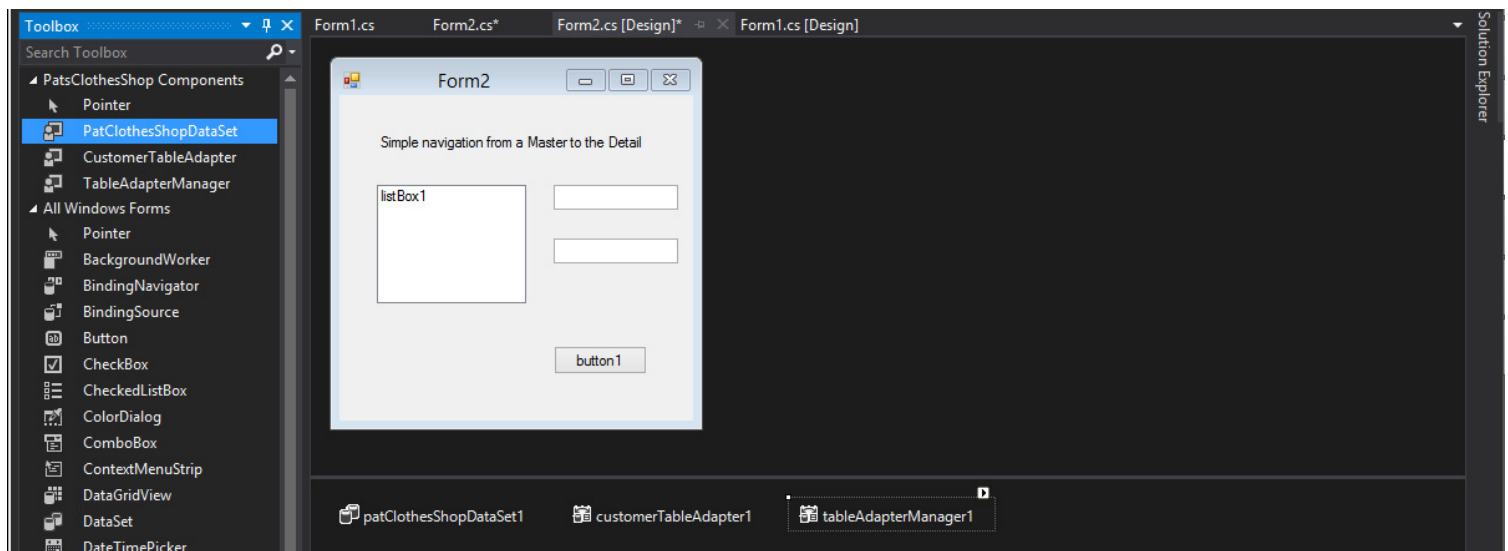 Toolbox
Form1.cs
Form2.cs*
Form2.cs [Design]*
Form1.cs [Design]
Solution Explorer
Search Toolbox
PatsClothesShop Components
Pointer
PatClothesShopDataSet
CustomerTableAdapter
TableAdapterManager
All Windows Forms
Pointer
BackgroundWorker
BindingNavigator
BindingSource
Button
CheckBox
CheckedListBox
ColorDialog
ComboBox
ContextMenuStrip
DataGridView
DataSet
DateTimePicker
Form2
Simple navigation from a Master to the Detail
listBox1
button1
patClothesShopDataSet1
customerTableAdapter1
tableAdapterManager1